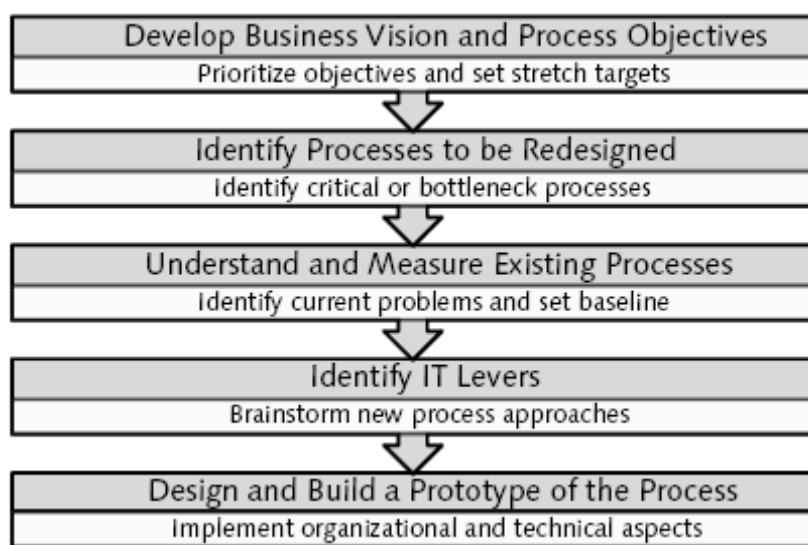 Develop Business Vision and Process Objectives
Prioritize objectives and set stretch targets
Identify Processes to be Redesigned
Identify critical or bottleneck processes
Understand and Measure Existing Processes
Identify current problems and set baseline
Identify IT Levers
Brainstorm new process approaches
Design and Build a Prototype of the Process
Implement organizational and technical aspects